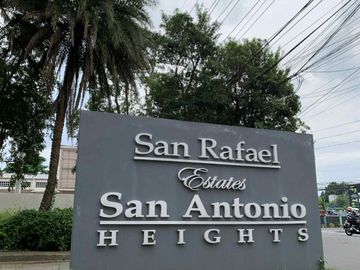 San Rafael
Estates
San Antonio
HEIGHTS